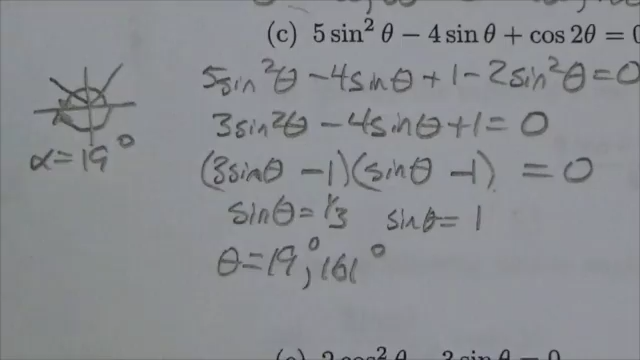 (c) 5 sin² θ − 4 sin θ + cos 2θ = 0
5sin²θ − 4sinθ + 1 − 2sin²θ = 0
3sin²θ − 4sinθ + 1 = 0
α = 19°
(3sinθ − 1)(sinθ − 1) = 0
sinθ = 1/3 sinθ = 1
θ = 19°, 161°